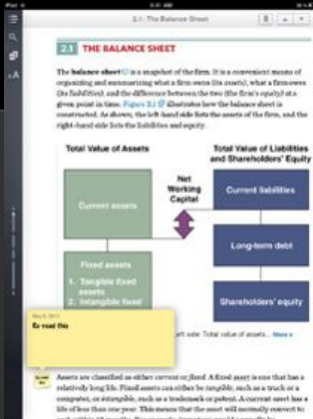 2.1: The Balance Sheet
2.1 THE BALANCE SHEET
The balance sheet is a snapshot of the firm. It is a convenient means of
organizing and summarizing what a firm owns (its assets), what a firm owes
(its liabilities), and the difference between the two (the firm's equity) at a
given point in time. Figure 2.1 illustrates how the balance sheet is
constructed. As shown, the left-hand side lists the assets of the firm, and the
right-hand side lists the liabilities and equity.
Total Value of Assets
Total Value of Liabilities
and Shareholders' Equity
Net
Working
Capital
Current assets
Current liabilities
Long-term debt
Fixed assets
1. Tangible fixed
assets
2. Intangible fixed
Shareholders' equity
Re-read this
left side: Total value of assets... More
Assets are classified as either current or fixed. A fixed asset is one that has a
relatively long life. Fixed assets can either be tangible, such as a truck or a
computer, or intangible, such as a trademark or patent. A current asset has a
life of less than one year. This means that the asset will normally convert to